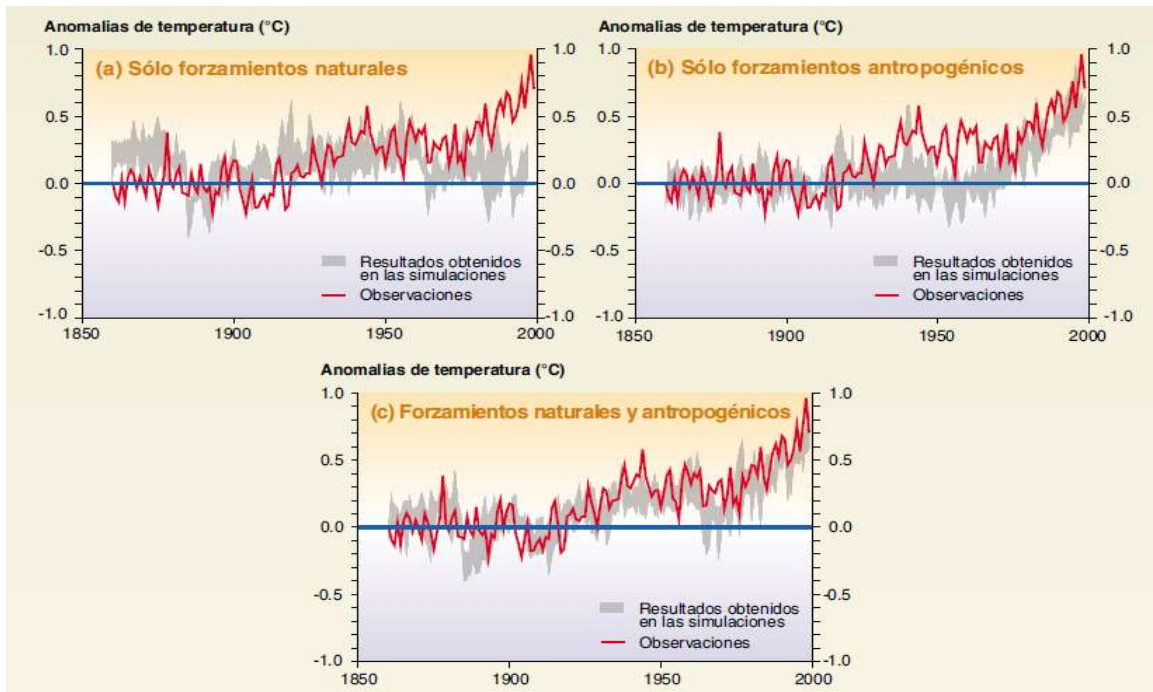 Anomalias de temperatura (°C)
1.0
0.5
0.0
-0.5
-1.0
1.0
0.5
0.0
-0.5
-1.0
(a) Sólo forzamientos naturales
Resultados obtenidos
en las simulaciones
Observaciones
1850
1900
1950
2000
Anomalias de temperatura (°C)
1.0
0.5
0.0
-0.5
-1.0
1.0
0.5
0.0
-0.5
-1.0
(b) Sólo forzamientos antropogénicos
Resultados obtenidos
en las simulaciones
Observaciones
1850
1900
1950
2000
Anomalias de temperatura (°C)
1.0
0.5
0.0
-0.5
-1.0
1.0
0.5
0.0
-0.5
-1.0
(c) Forzamientos naturales y antropogénicos
Resultados obtenidos
en las simulaciones
Observaciones
1850
1900
1950
2000